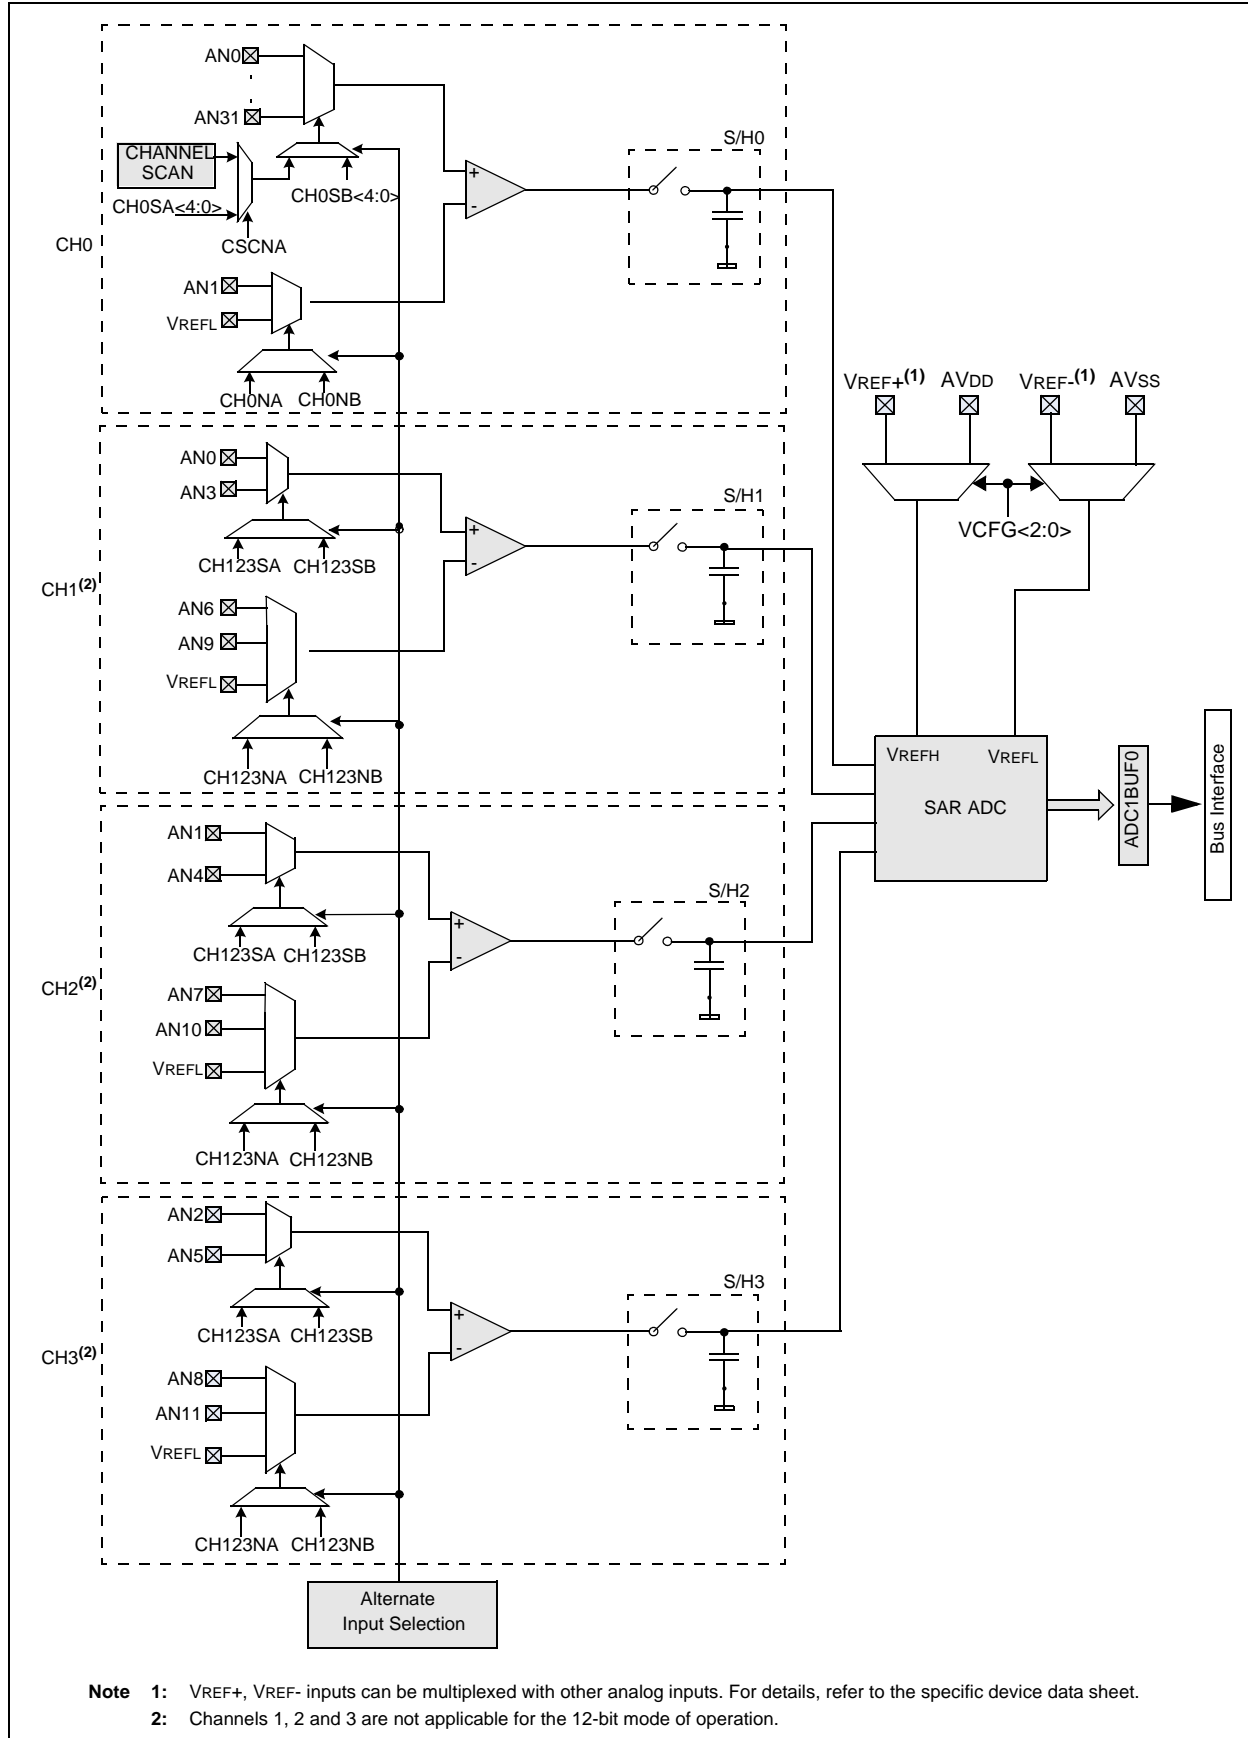 AN0
AN31
CHANNEL
SCAN
CH0SA<4:0>
CH0SB<4:0>
CSCNA
CH0
AN1
VREFL
CH0NA
CH0NB
+
-
S/H0
VREF+(1)
AVDD
VREF-(1)
AVSS
VCFG<2:0>
AN0
AN3
CH123SA
CH123SB
CH1(2)
AN6
AN9
VREFL
CH123NA
CH123NB
+
-
S/H1
VREFH
VREFL
SAR ADC
ADC1BUF0
Bus Interface
AN1
AN4
CH123SA
CH123SB
CH2(2)
AN7
AN10
VREFL
CH123NA
CH123NB
+
-
S/H2
AN2
AN5
CH123SA
CH123SB
CH3(2)
AN8
AN11
VREFL
CH123NA
CH123NB
+
-
S/H3
Alternate
Input Selection
Note 1: VREF+, VREF- inputs can be multiplexed with other analog inputs. For details, refer to the specific device data sheet.
2: Channels 1, 2 and 3 are not applicable for the 12-bit mode of operation.